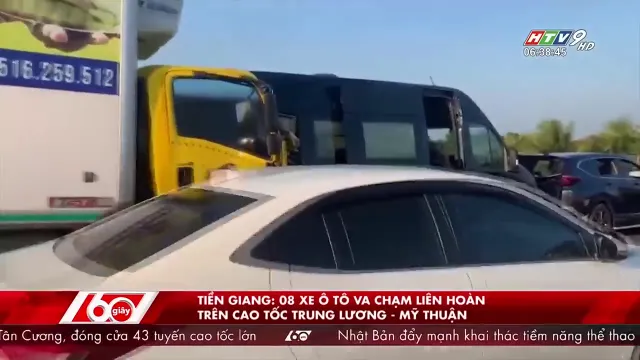 HTV9 HD
06:38:45
516.259.512
60 giây
TIỀN GIANG: 08 XE Ô TÔ VA CHẠM LIÊN HOÀN
TRÊN CAO TỐC TRUNG LƯƠNG - MỸ THUẬN
Tân Cương, đóng cửa 43 tuyến cao tốc lớn
Nhật Bản đẩy mạnh khai thác tiềm năng thể thao